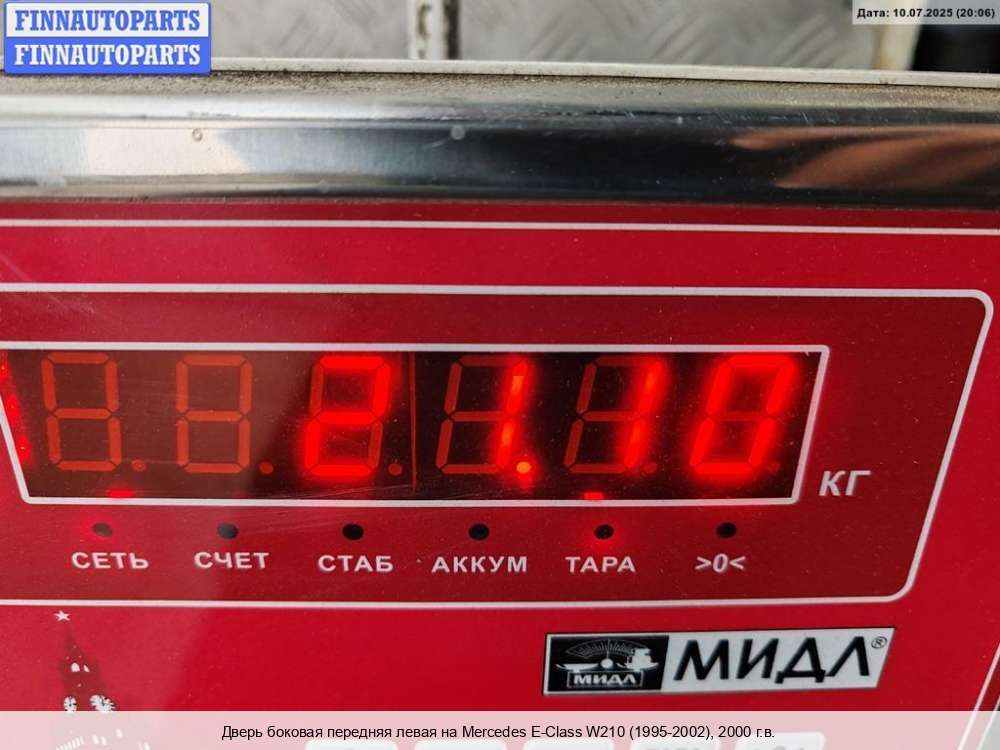 FINNAUTOPARTS
FINNAUTOPARTS
Дата: 10.07.2025 (20:06)
21.10
КГ
СЕТЬ СЧЕТ СТАБ АККУМ ТАРА >0<
МИДЛ МИДЛ®
Дверь боковая передняя левая на Mercedes E-Class W210 (1995-2002), 2000 г.в.